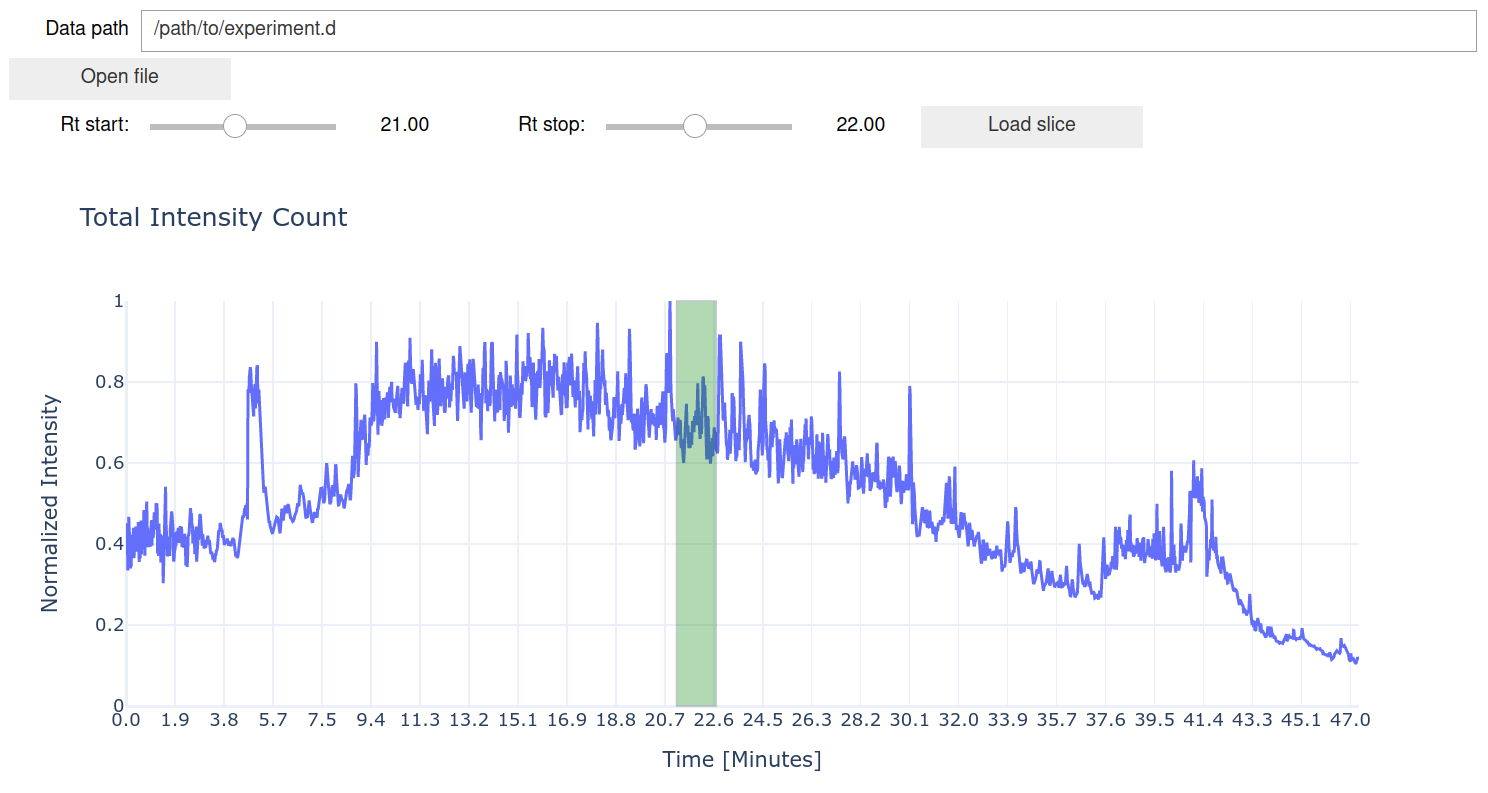 Data path /path/to/experiment.d
Open file
Rt start: 21.00 Rt stop: 22.00 Load slice
Total Intensity Count
1
0.8
0.6
0.4
0.2
0
Normalized Intensity
0.0 1.9 3.8 5.7 7.5 9.4 11.3 13.2 15.1 16.9 18.8 20.7 22.6 24.5 26.3 28.2 30.1 32.0 33.9 35.7 37.6 39.5 41.4 43.3 45.1 47.0
Time [Minutes]